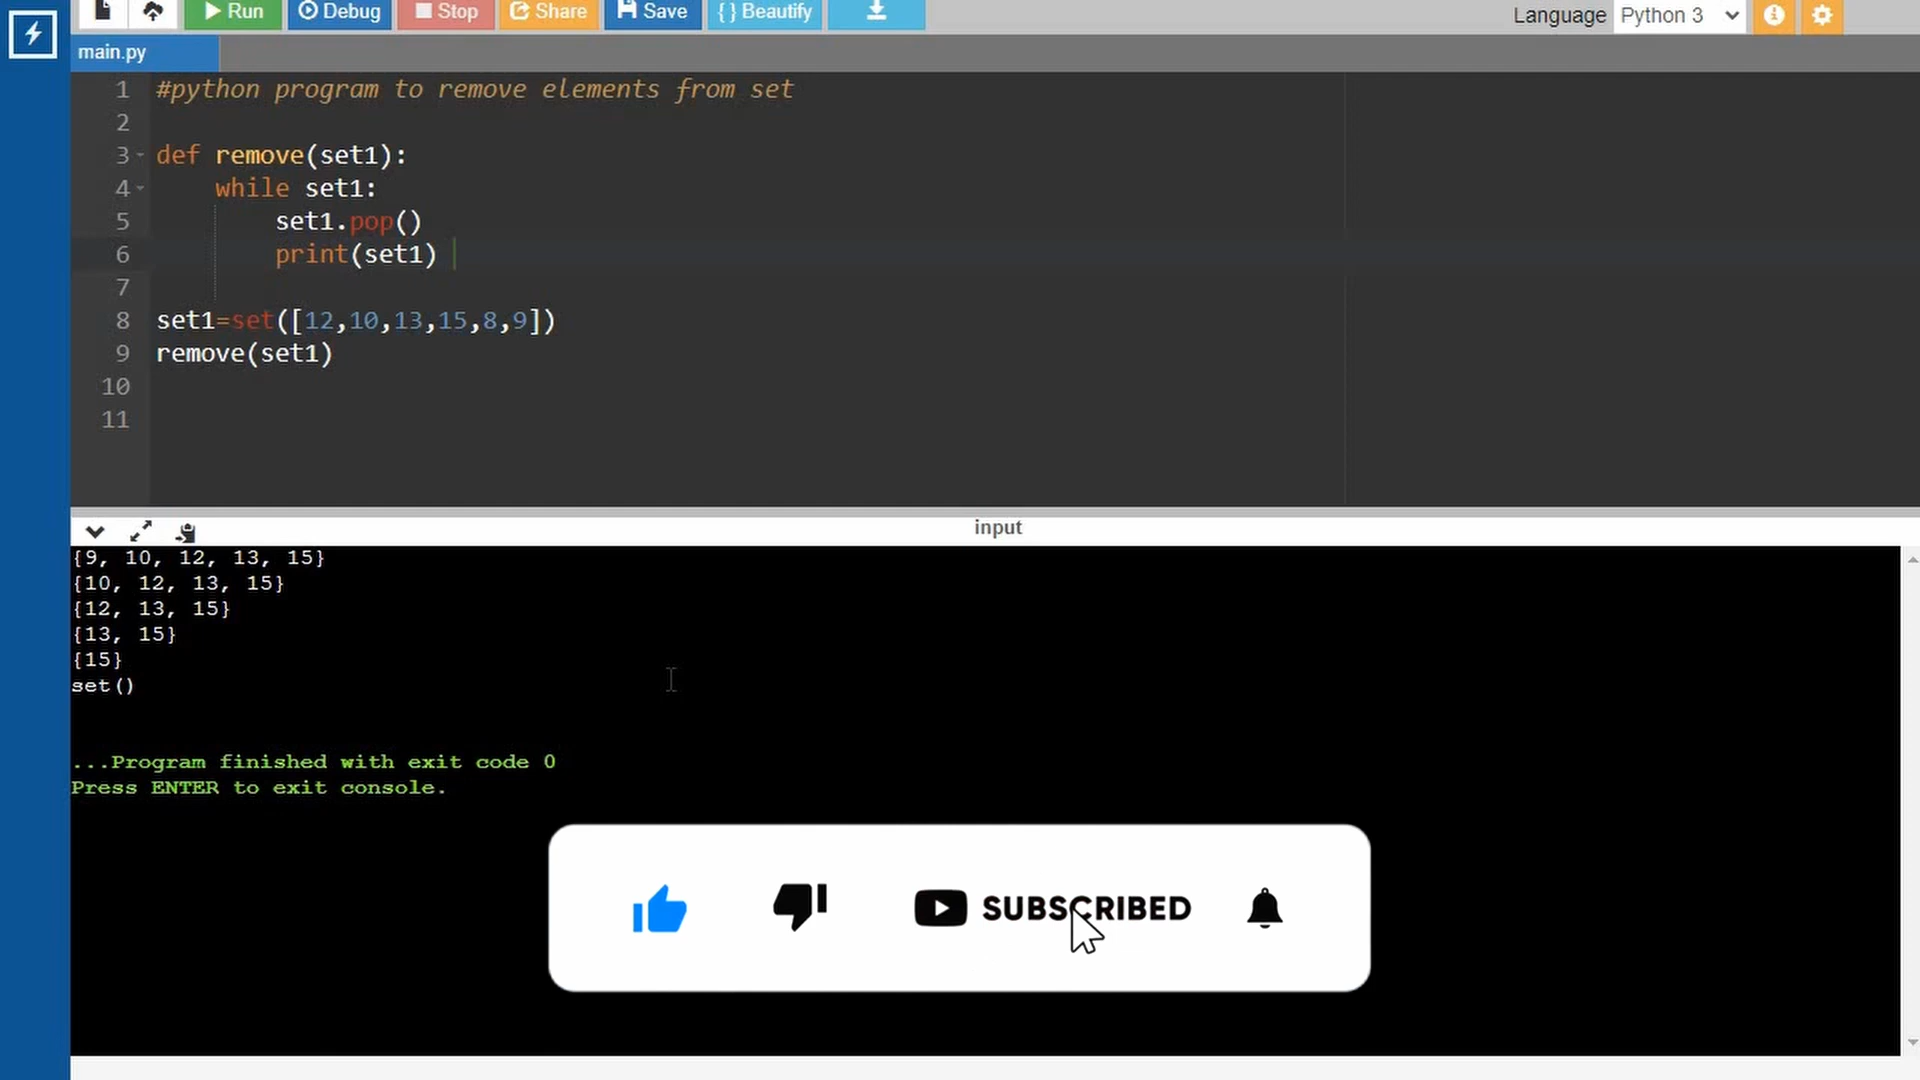 Run Debug Stop Share Save { } Beautify Language Python 3
main.py
1 #python program to remove elements from set
2
3 def remove(set1):
4 while set1:
5 set1.pop()
6 print(set1)
7
8 set1=set([12,10,13,15,8,9])
9 remove(set1)
10
11
input
{9, 10, 12, 13, 15}
{10, 12, 13, 15}
{12, 13, 15}
{13, 15}
{15}
set()
...Program finished with exit code 0
Press ENTER to exit console.
SUBSCRIBED